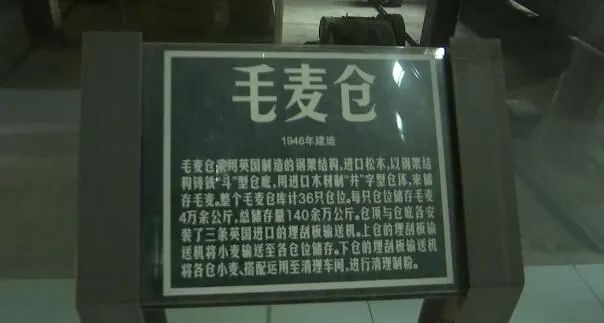 毛麦仓
1946年建造
毛麦仓采用英国制造的钢架结构,进口松木,以钢架结
构铸铁“斗”型仓底,用进口木材制“井”字型仓体,来储
存毛麦。整个毛麦仓库计36只仓位。每只仓位储存毛麦
4万余公斤,总储存量140余万公斤。仓顶与仓底各安
装了三条英国进口的埋刮板输送机。上仓的埋刮板输
送机将小麦输送至各仓位储存。下仓的埋刮板输送机
将各仓小麦、搭配运用至清理车间,进行清理制粉。